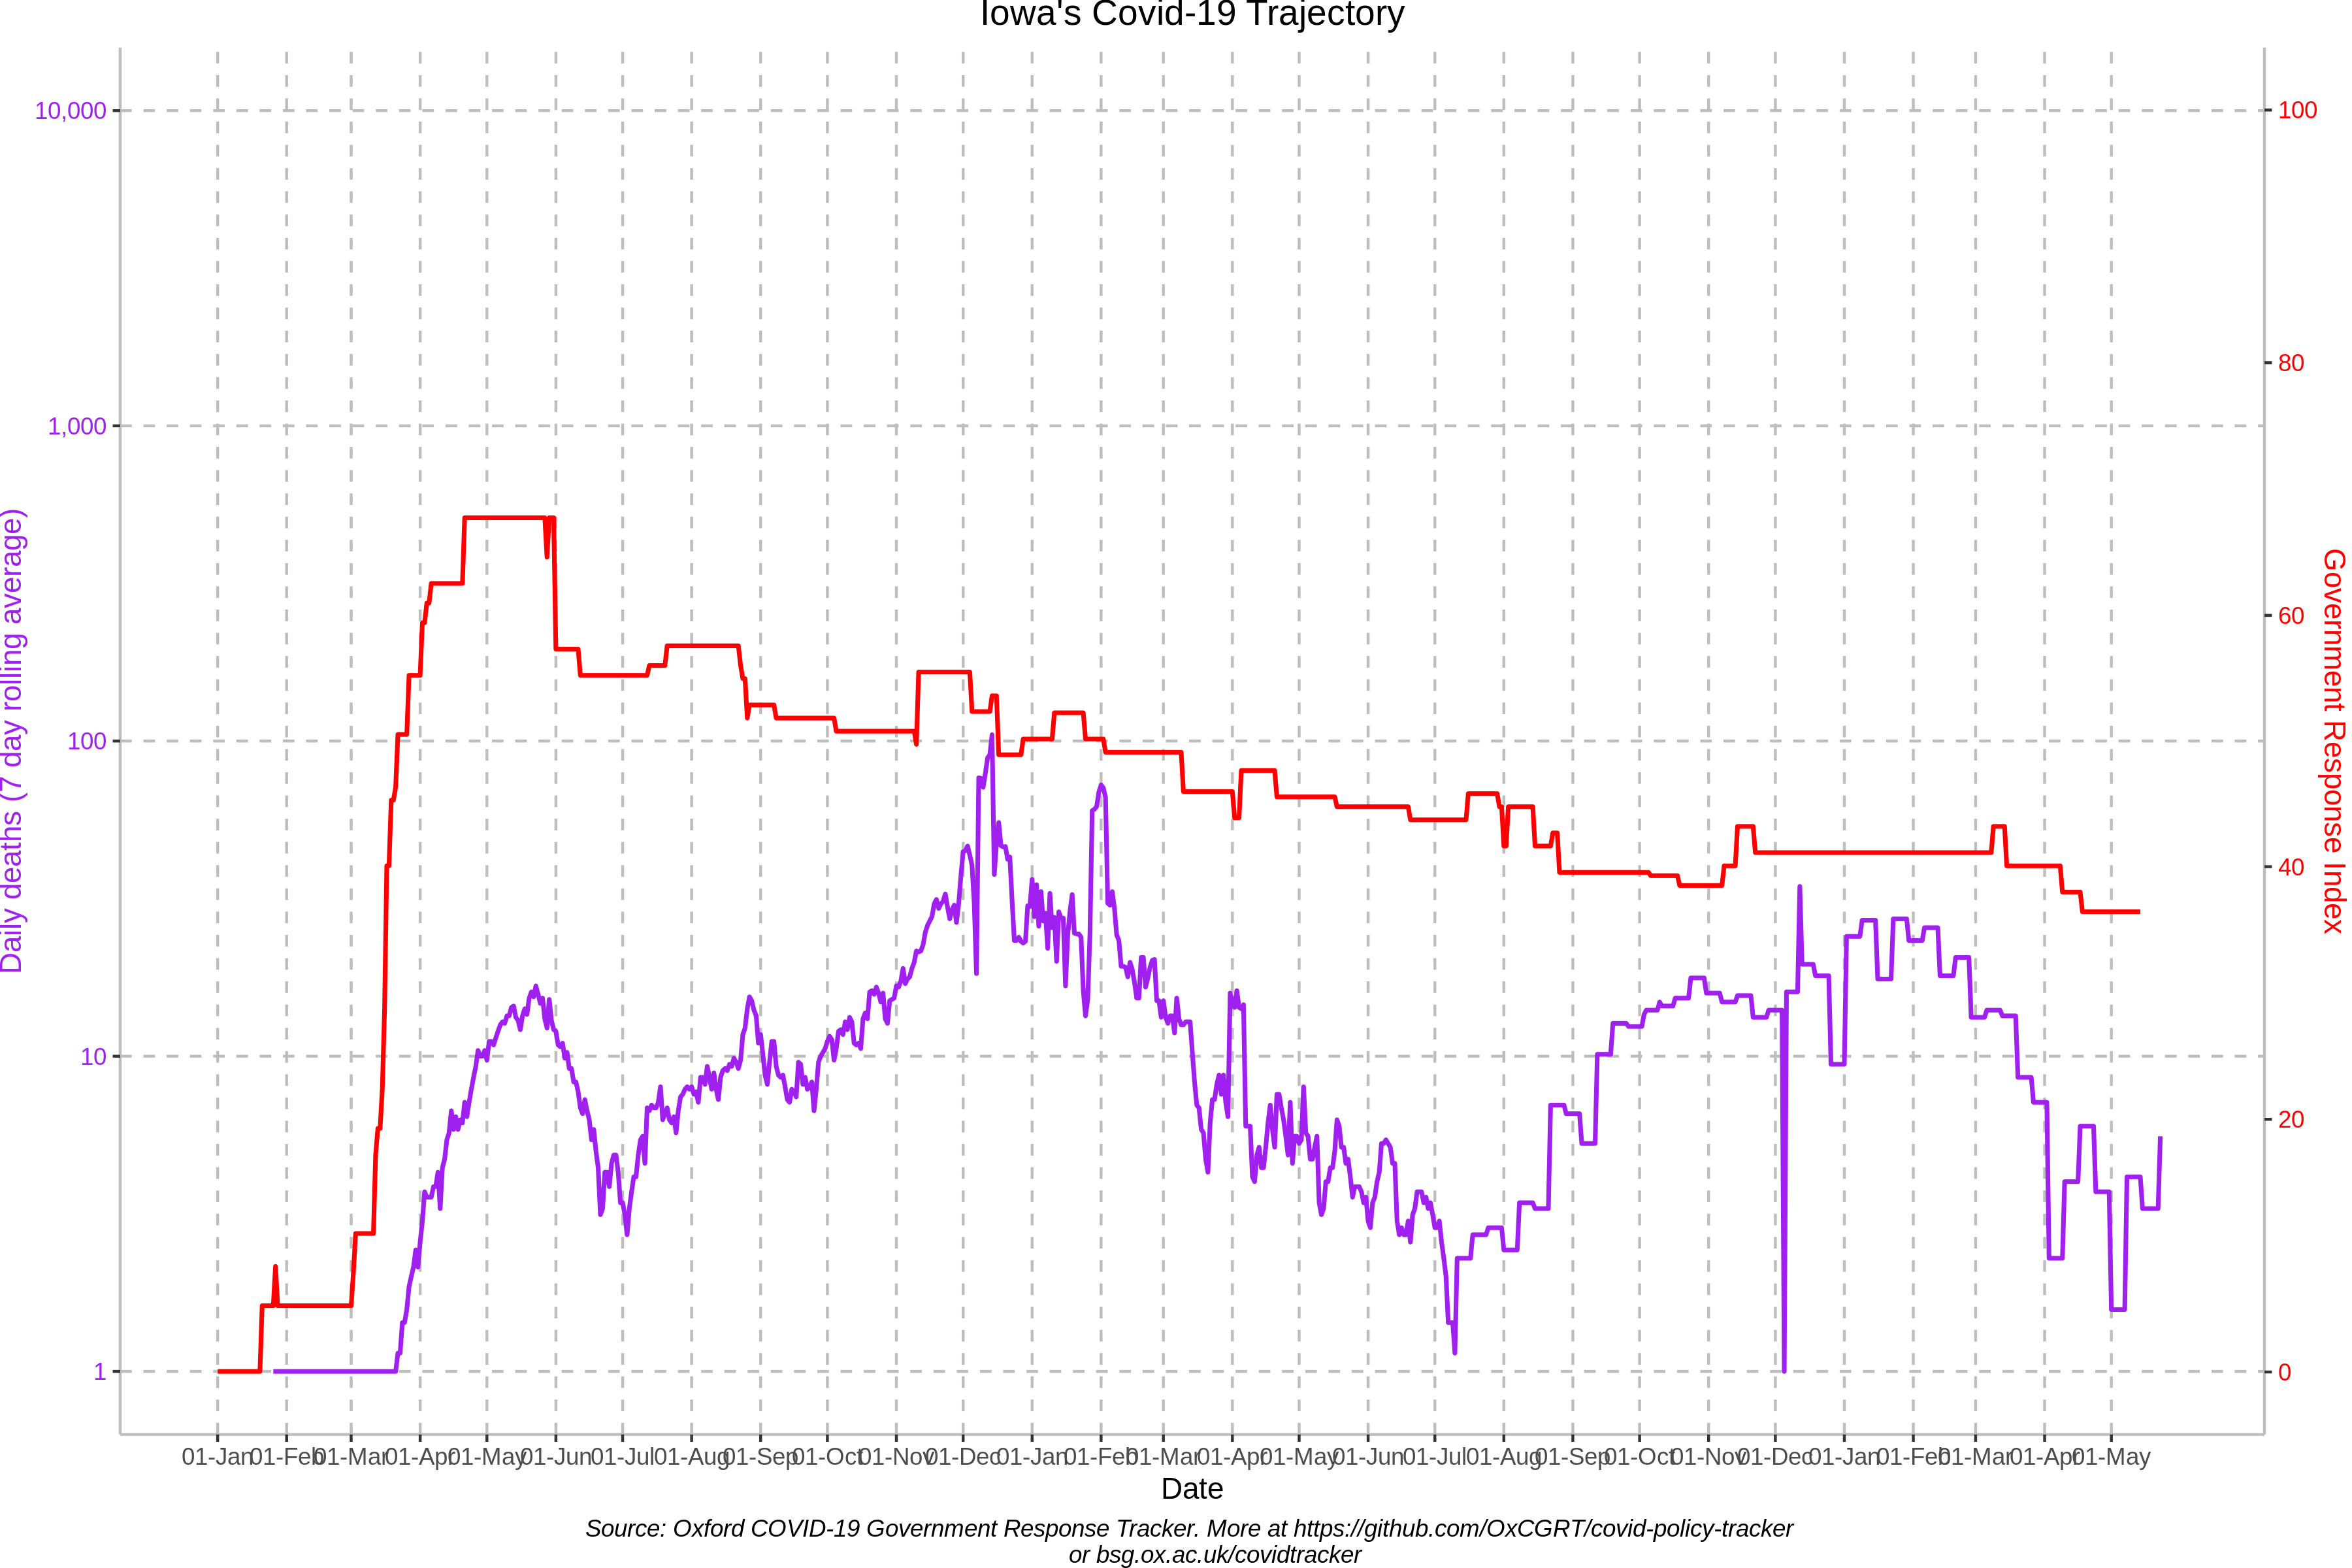 Iowa's Covid-19 Trajectory
10,000
1,000
100
10
1
Daily deaths (7 day rolling average)
100
80
60
40
20
0
Government Response Index
01-Jan 01-Feb 01-Mar 01-Apr 01-May 01-Jun 01-Jul 01-Aug 01-Sep 01-Oct 01-Nov 01-Dec 01-Jan 01-Feb 01-Mar 01-Apr 01-May 01-Jun 01-Jul 01-Aug 01-Sep 01-Oct 01-Nov 01-Dec 01-Jan 01-Feb 01-Mar 01-Apr 01-May
Date
Source: Oxford COVID-19 Government Response Tracker. More at https://github.com/OxCGRT/covid-policy-tracker
or bsg.ox.ac.uk/covidtracker